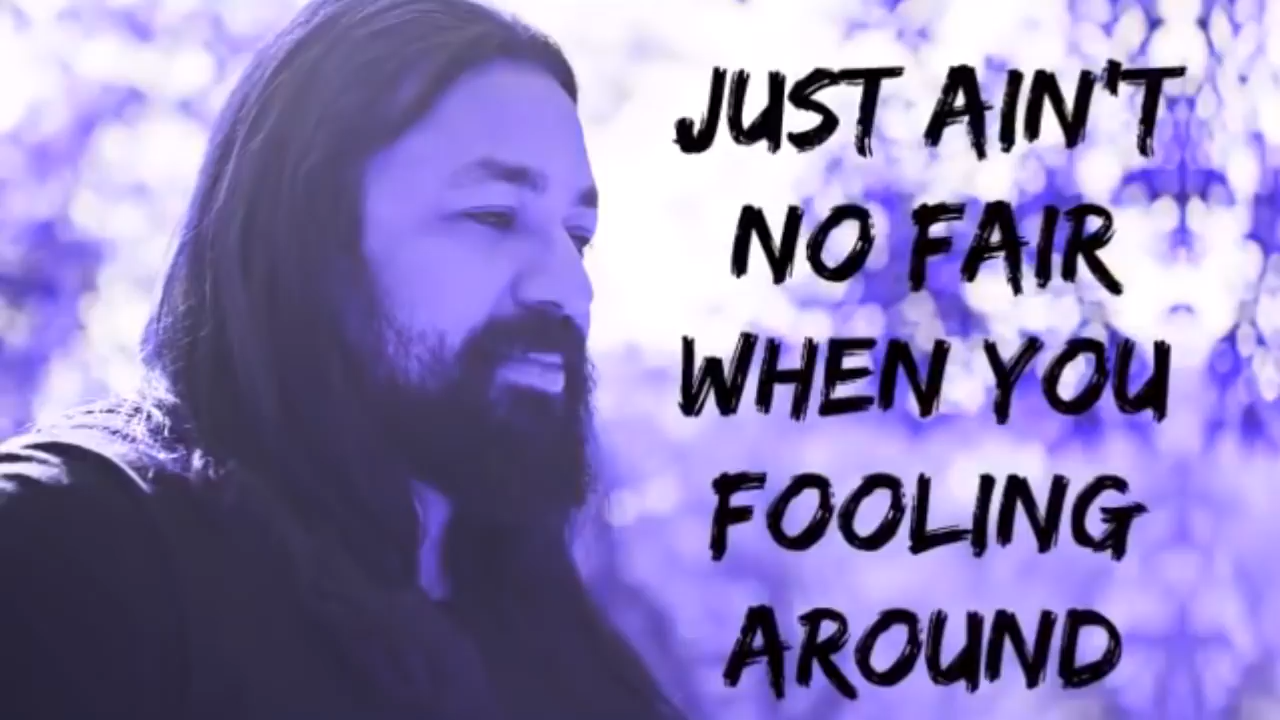 JUST AIN'T
NO FAIR
WHEN YOU
FOOLING
AROUND